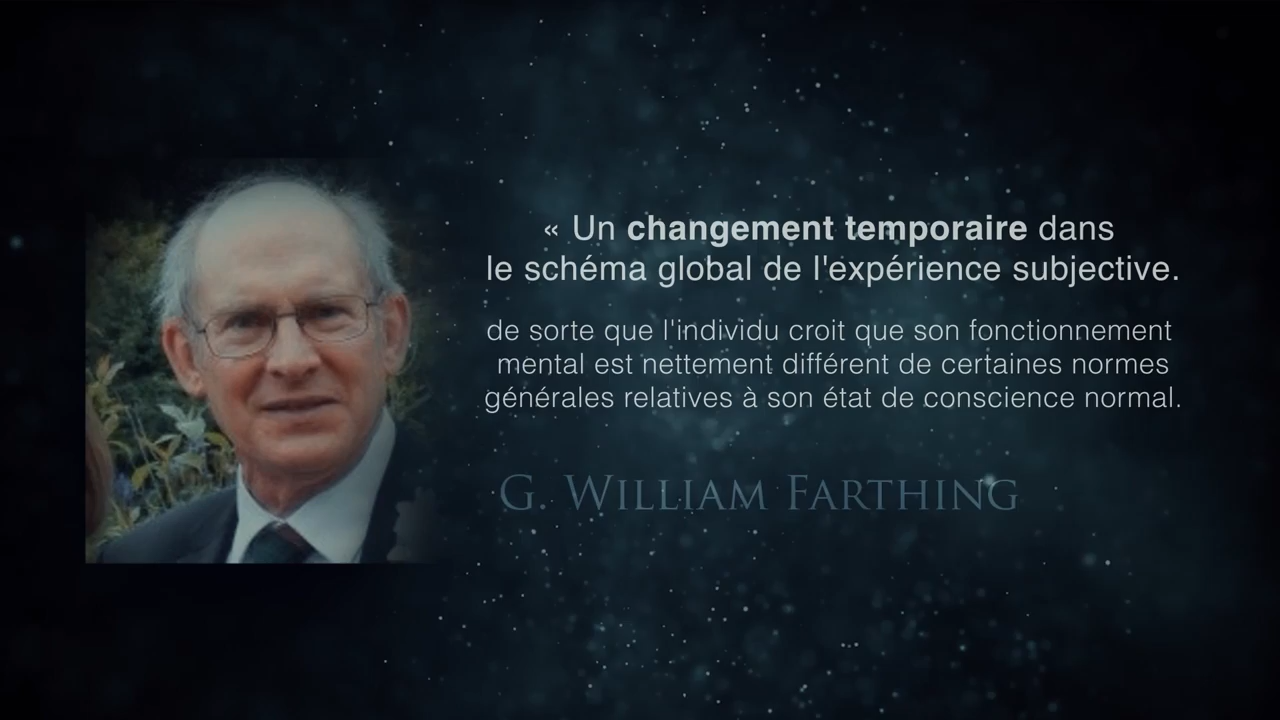 « Un changement temporaire dans
le schéma global de l'expérience subjective.
de sorte que l'individu croit que son fonctionnement
mental est nettement différent de certaines normes
générales relatives à son état de conscience normal.
G. William Farthing